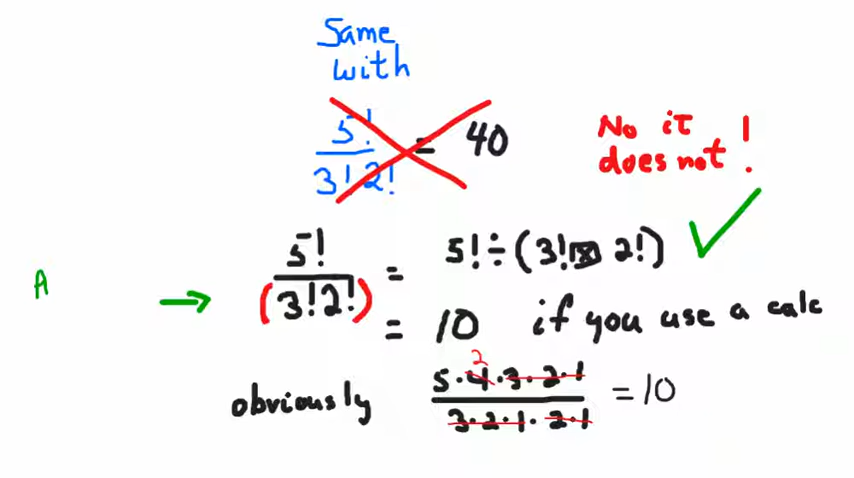 Same
with
5!/3!2! = 40
No it
does not!
5!/(3!2!) = 5! ÷ (3! × 2!)
A → = 10 if you use a calc
obviously 5·4·3·2·1/3·2·1·2·1 = 10
2